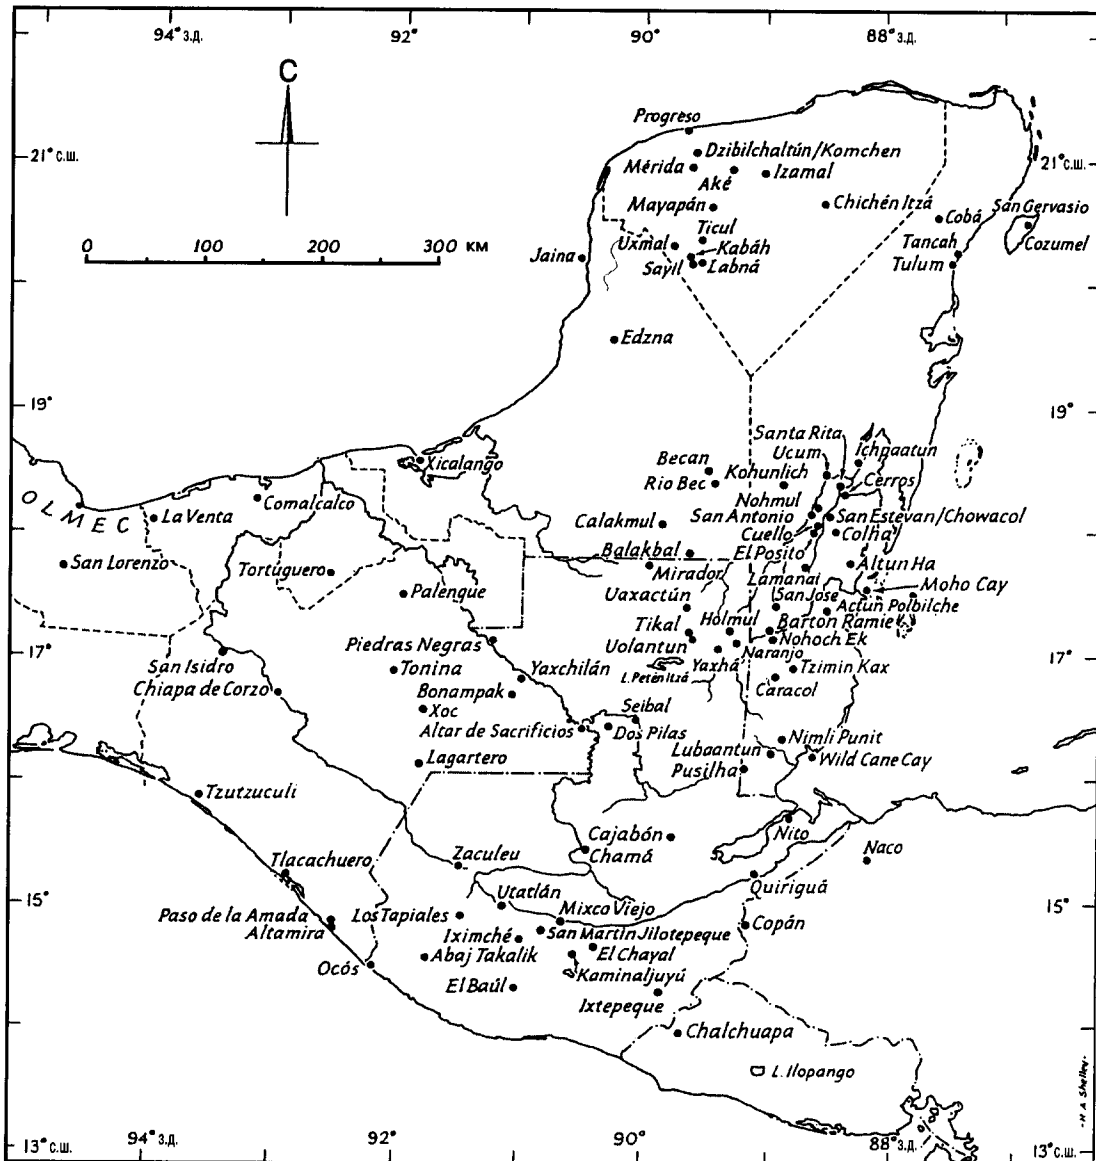 94° з.д.
92°
90°
88° з.д.
С
Progreso
21° с.ш.
Dzibilchaltún/Komchen
21° с.ш.
Mérida
Aké
Izamal
Mayapán
Chichén Itzá
Cobá
San Gervasio
0 100 200 300 км
Jaina
Uxmal
Ticul
Kabáh
Tancah
Cozumel
Sayil
Labná
Tulum
Edzna
19°
19°
Santa Rita
Ucum
Ichpaatun
Xicalango
Becan
Kohunlich
Cerros
Rio Bec
OLMEC
La Venta
Comalcalco
Nohmul
San Antonio
San Estevan/Chowacol
Calakmul
Cuello
Colha
San Lorenzo
Tortuguero
Balakbal
El Posito
Altun Ha
Mirador
Lamanai
Moho Cay
Palenque
Uaxactún
San Jose
Actun Polbilche
Holmul
Barton Ramie
Tikal
Nohoch Ek
17°
Piedras Negras
Uolantun
Naranjo
17°
San Isidro
Tonina
Yaxchilán
L. Petén Itzá
Yaxhá
Tzimin Kax
Chiapa de Corzo
Bonampak
Caracol
Xoc
Seibal
Altar de Sacrificios
Dos Pilas
Nimli Punit
Lagartero
Lubaantun
Wild Cane Cay
Pusilha
Tzutzuculi
Cajabón
Nito
Chamá
Naco
Tlacachuero
Zaculeu
Quiriguá
15°
Utatlán
15°
Paso de la Amada
Los Tapiales
Mixco Viejo
Copán
Altamira
Iximché
San Martin Jilotepeque
Ocós
Abaj Takalik
El Chayal
El Baúl
Kaminaljuyú
Ixtepeque
Chalchuapa
L. Ilopango
-H A Shelley-
13° с.ш.
94° з.д.
92°
90°
88° з.д.
13° с.ш.